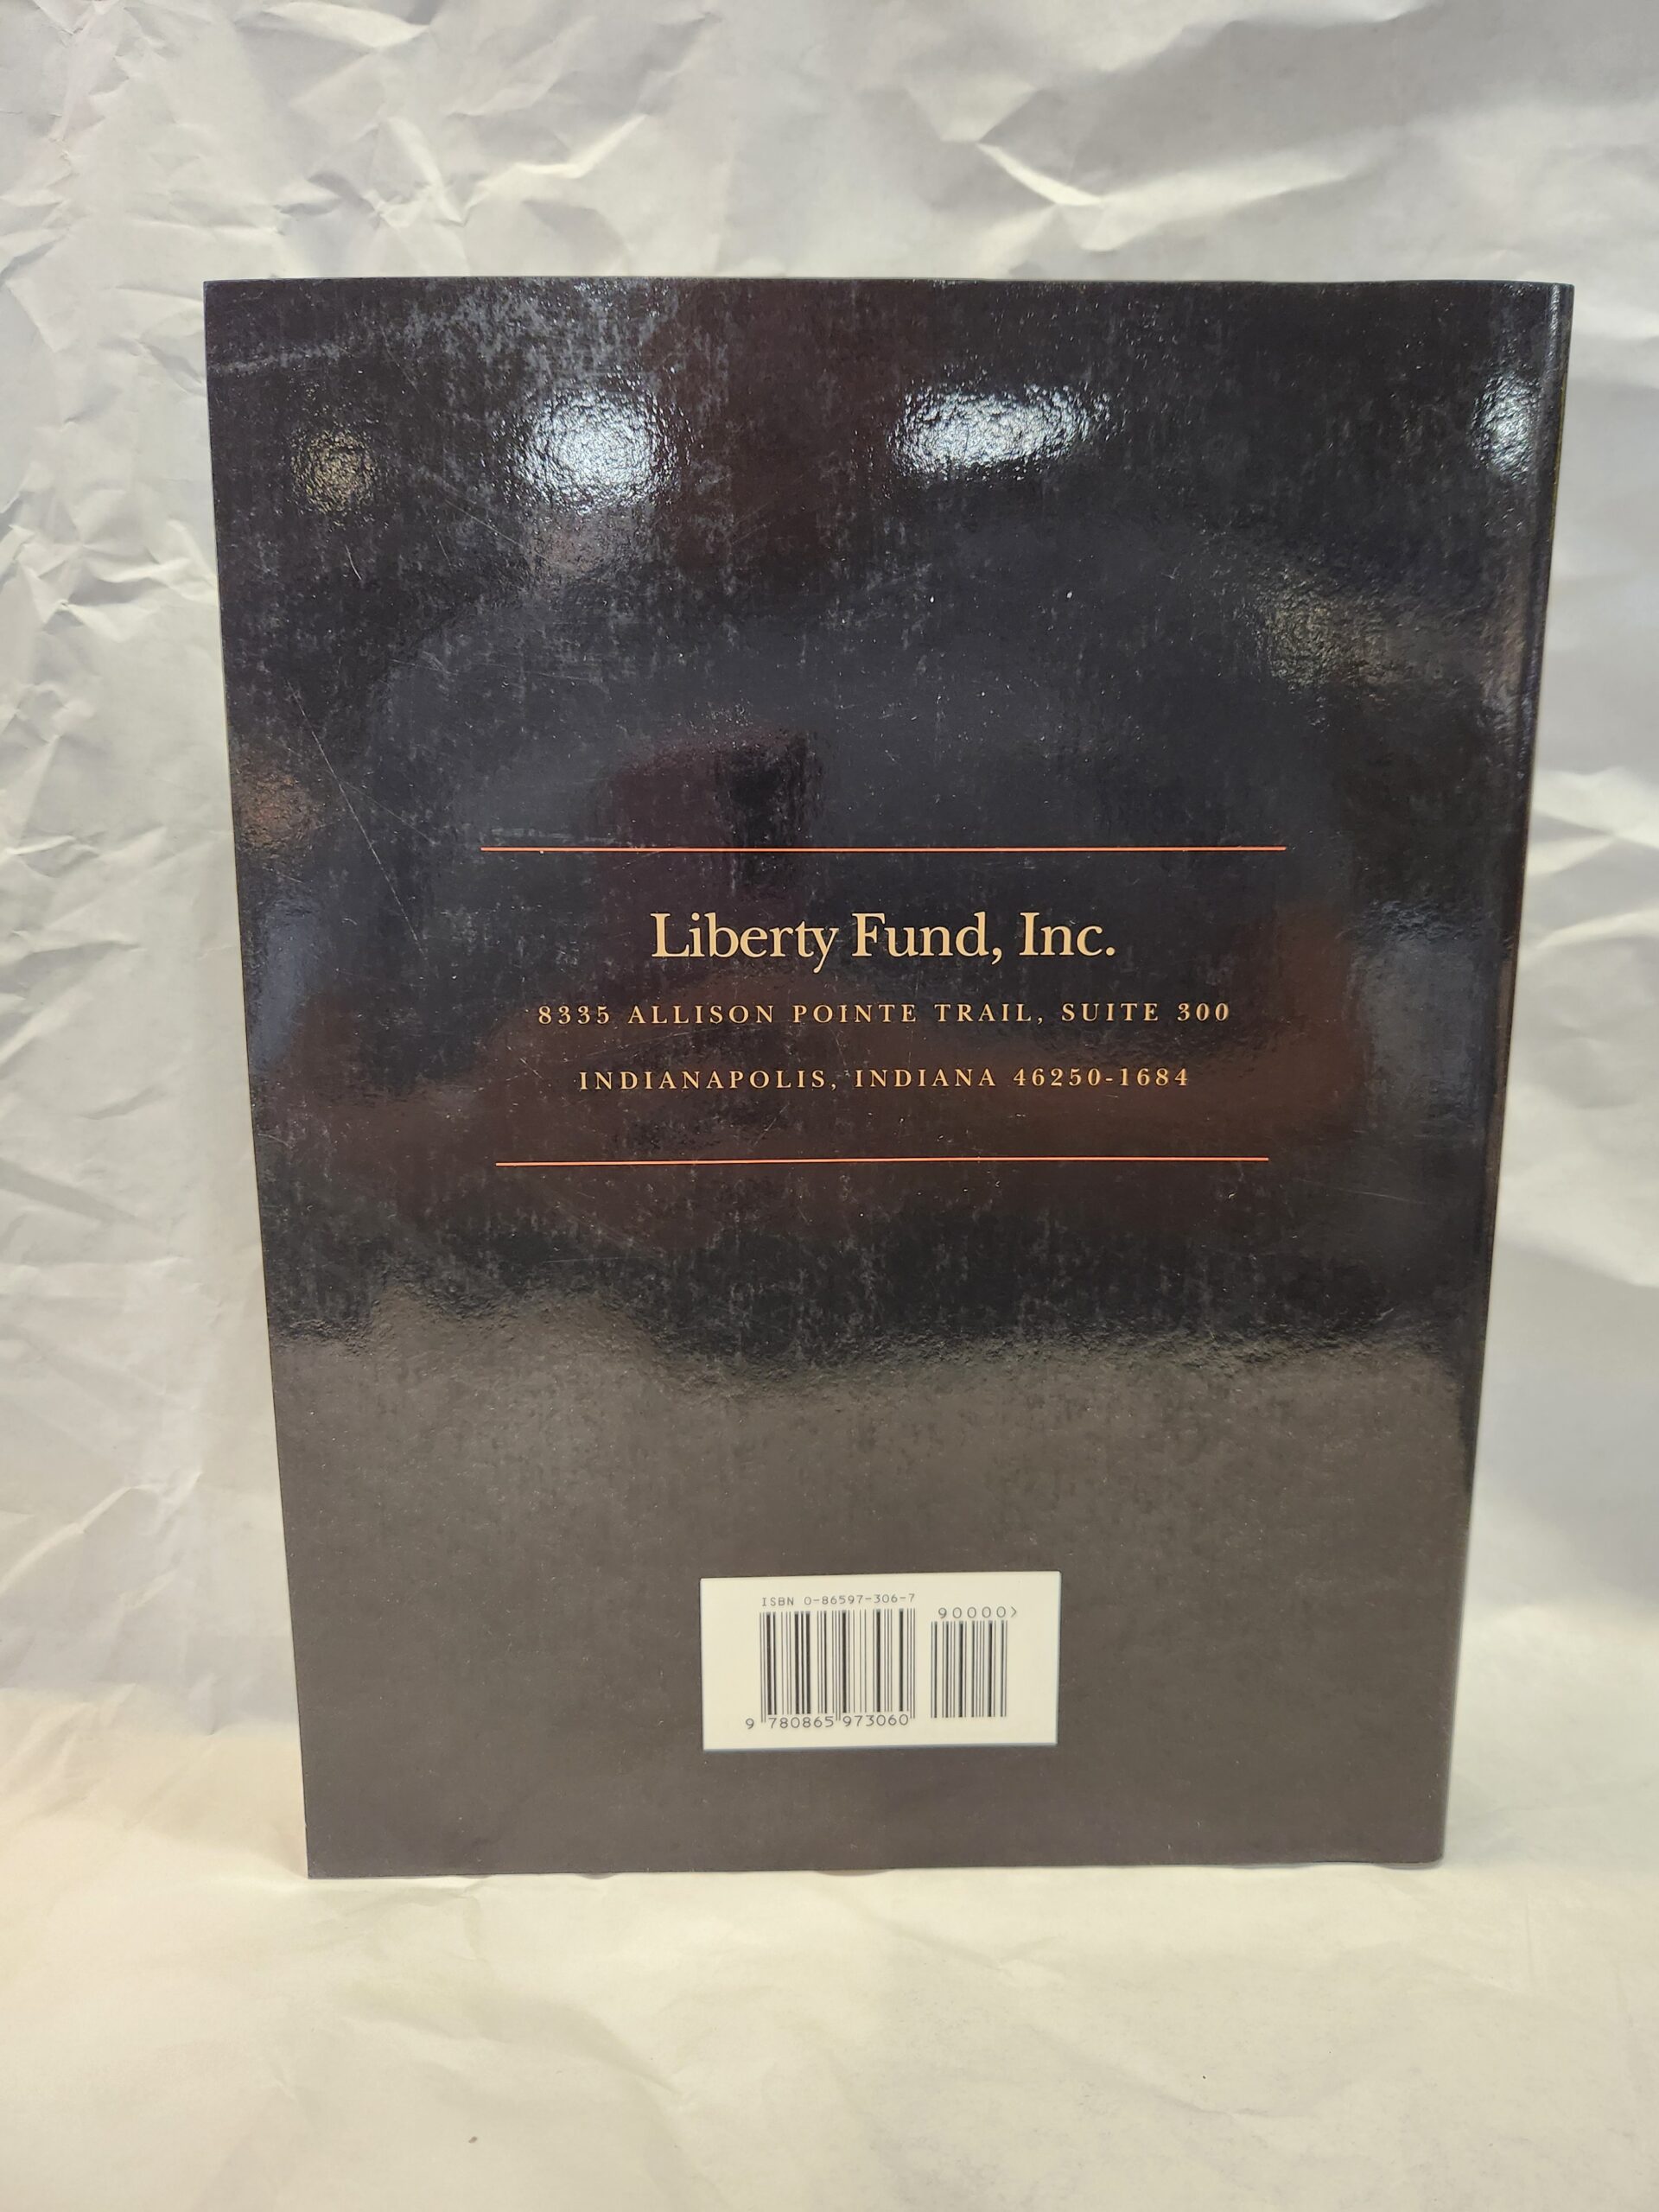 Liberty Fund, Inc.
8335 ALLISON POINTE TRAIL, SUITE 300
INDIANAPOLIS, INDIANA 46250-1684
ISBN 0-86597-306-7
90000>
9 780865 973060